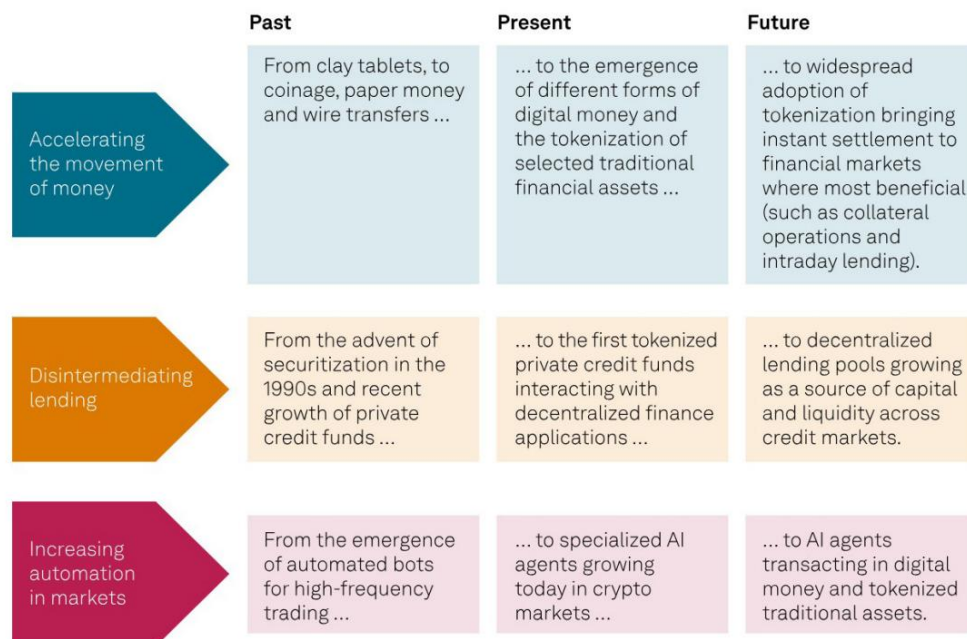 Past
Present
Future
Accelerating
the movement
of money
From clay tablets, to
coinage, paper money
and wire transfers ...
... to the emergence
of different forms of
digital money and
the tokenization of
selected traditional
financial assets ...
... to widespread
adoption of
tokenization bringing
instant settlement to
financial markets
where most beneficial
(such as collateral
operations and
intraday lending).
Disintermediating
lending
From the advent of
securitization in the
1990s and recent
growth of private
credit funds ...
... to the first tokenized
private credit funds
interacting with
decentralized finance
applications ...
... to decentralized
lending pools growing
as a source of capital
and liquidity across
credit markets.
Increasing
automation
in markets
From the emergence
of automated bots
for high-frequency
trading ...
... to specialized AI
agents growing
today in crypto
markets ...
... to AI agents
transacting in digital
money and tokenized
traditional assets.